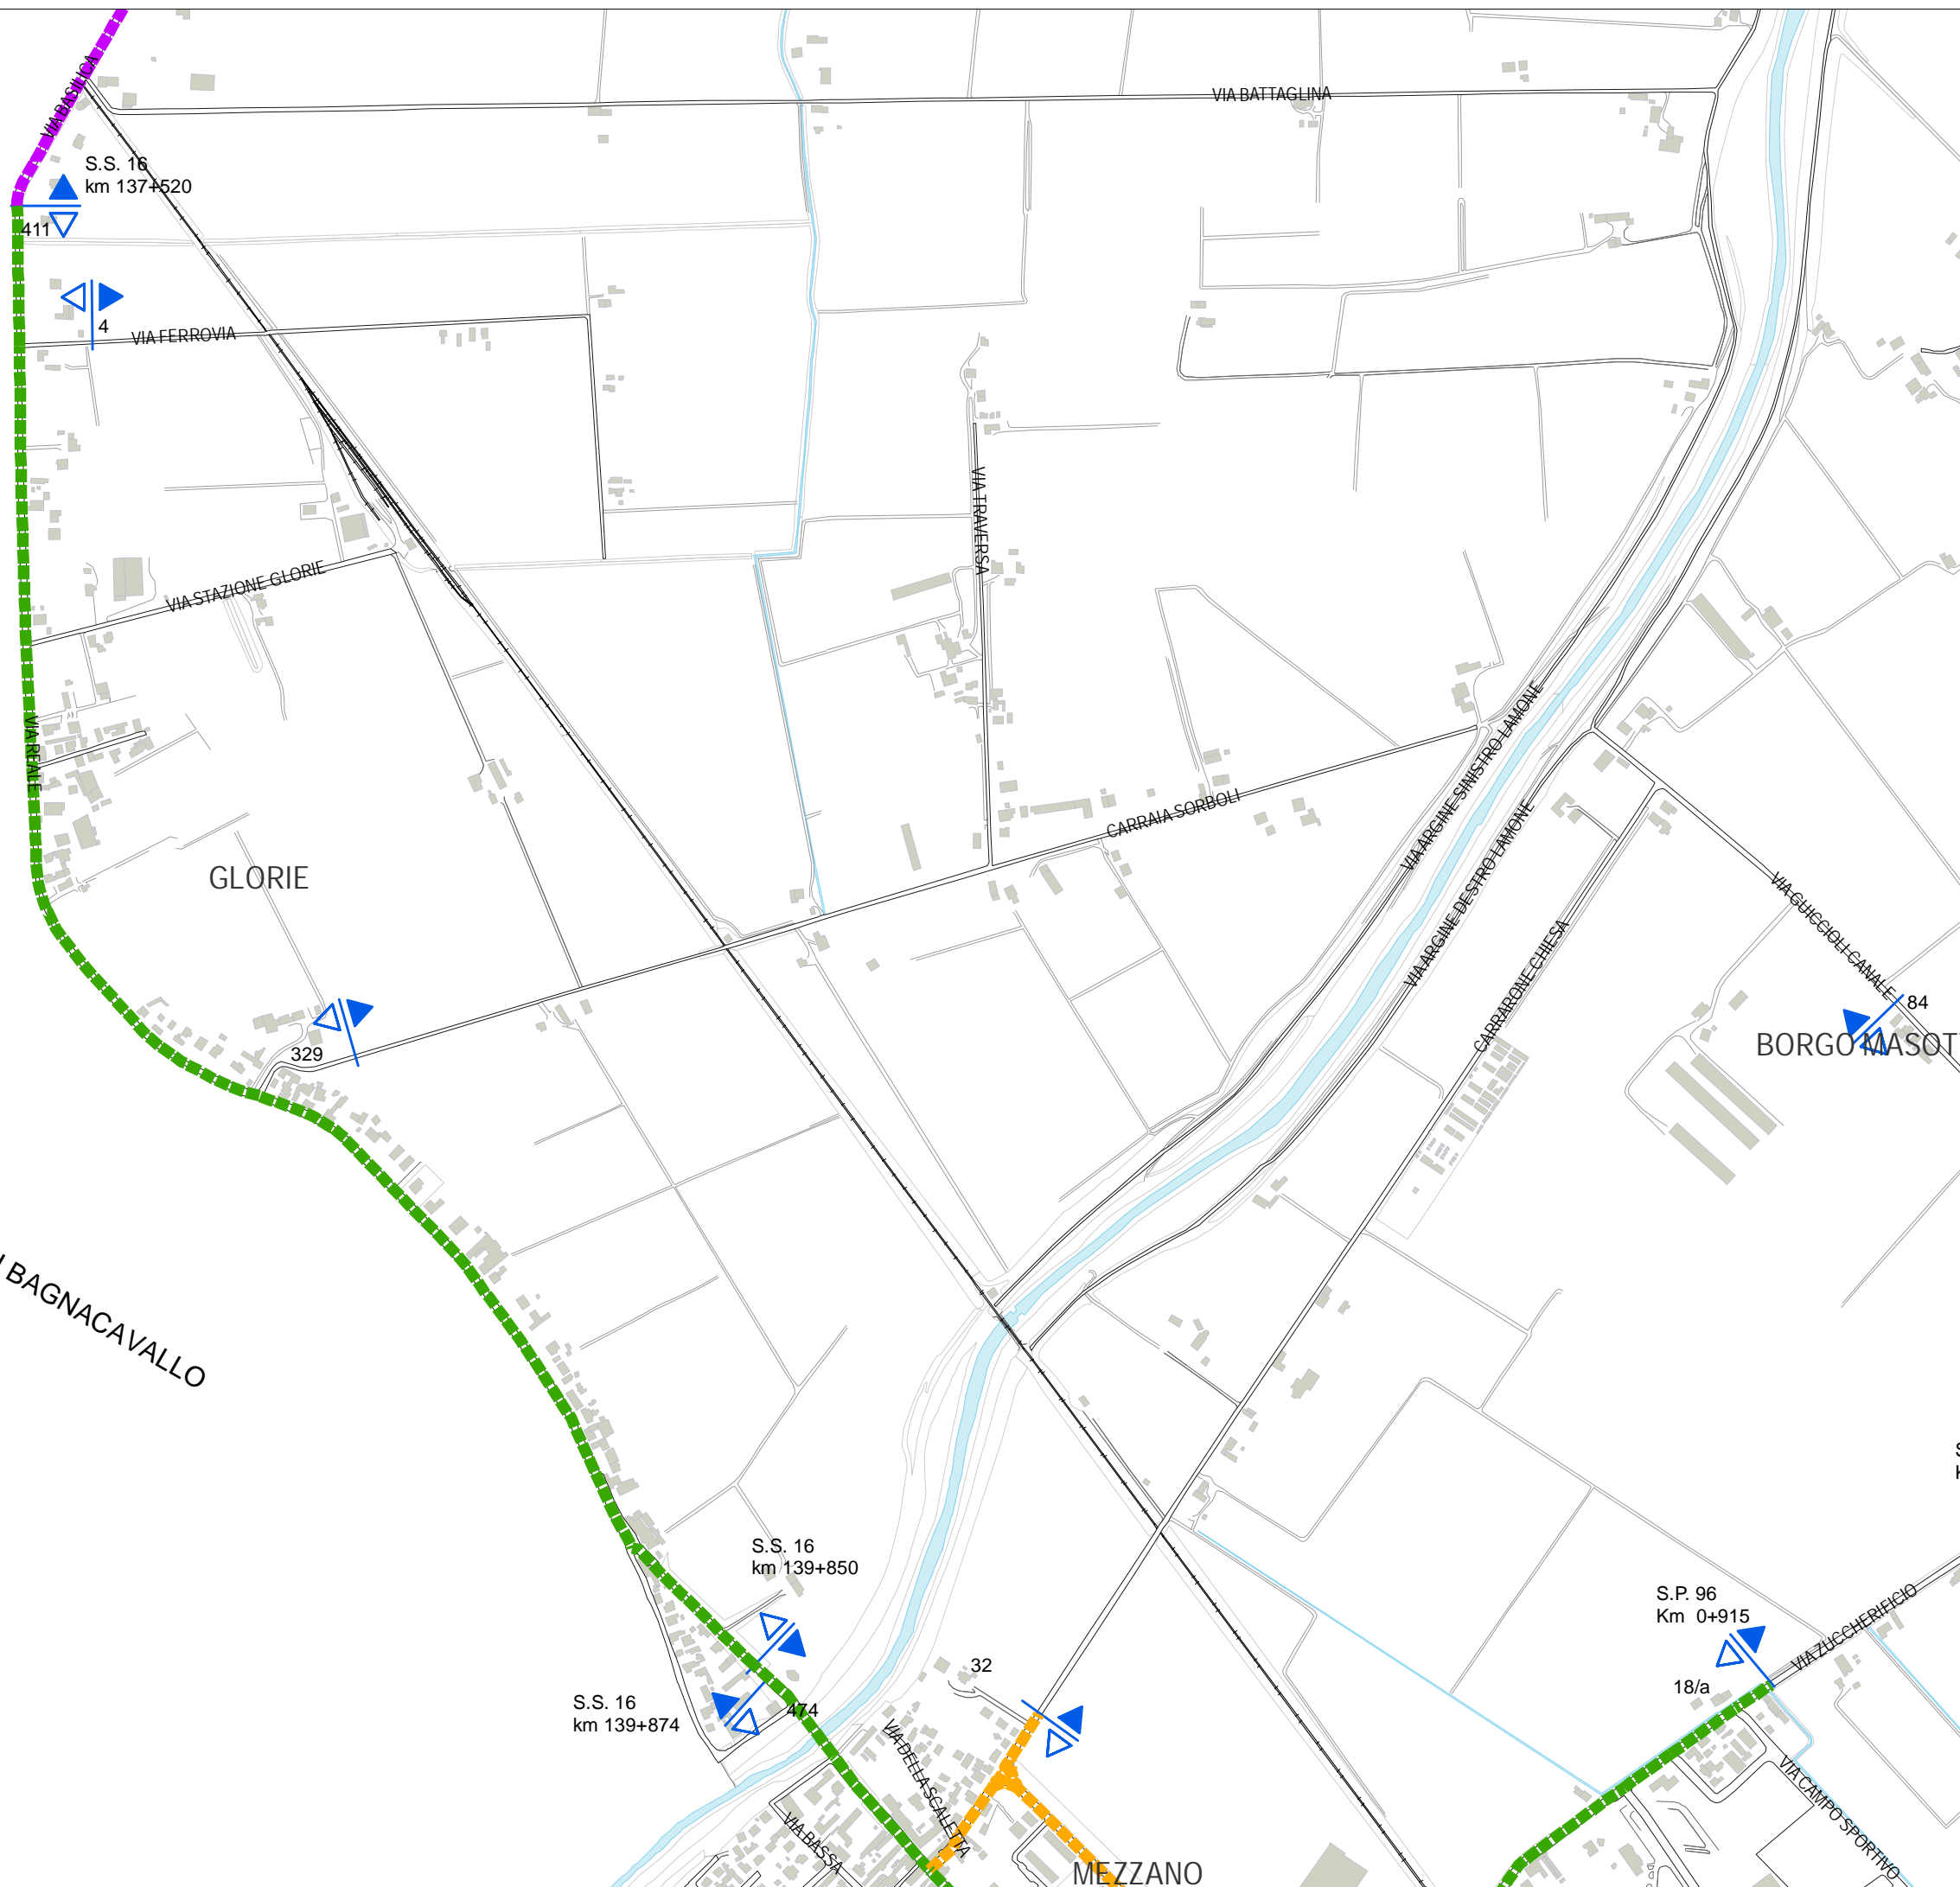 VIA BASILICA
VIA BATTAGLINA
S.S. 16
km 137+520
411
4
VIA FERROVIA
VIA TRAVERSA
VIA STAZIONE GLORIE
VIA REALE
VIA ARGINE SINISTRO LAMONE
CARRAIA SORBOLI
VIA ARGINE DESTRO LAMONE
GLORIE
VIA GUICCIOLI CANALE
CARRARONE CHIESA
84
BORGO MASOT
329
BAGNACAVALLO
S.S. 16
km 139+850
S.P. 96
Km 0+915
VIA ZUCCHERIFICIO
32
18/a
S.S. 16
km 139+874
474
VIA DELLA SCALETTA
VIA CAMPO SPORTIVO
VIA BASSA
MEZZANO